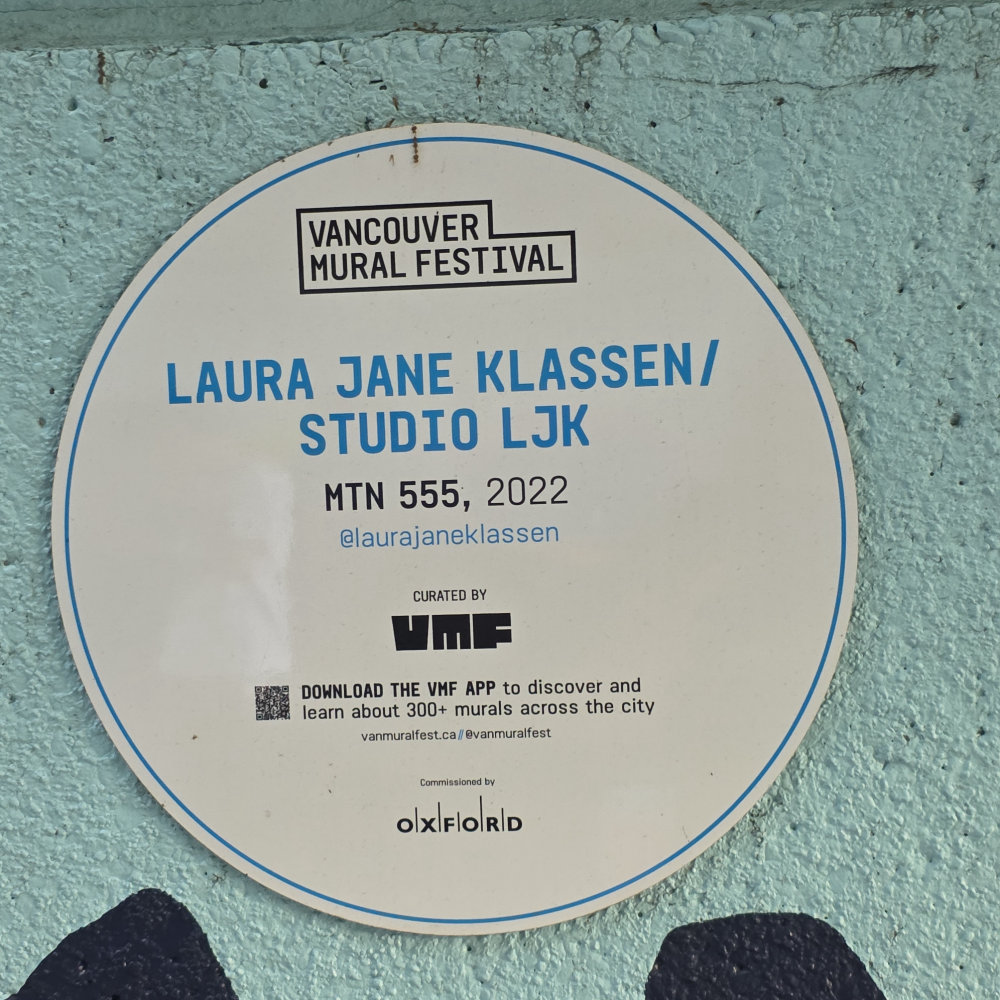 VANCOUVER
MURAL FESTIVAL
LAURA JANE KLASSEN/
STUDIO LJK
MTN 555, 2022
@laurajaneklassen
CURATED BY
VMF
DOWNLOAD THE VMF APP to discover and
learn about 300+ murals across the city
vanmuralfest.ca//@vanmuralfest
Commissioned by
OXFORD